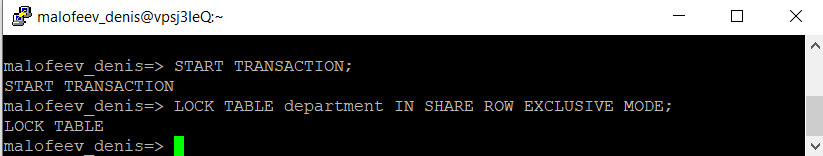 malofeev_denis@vpsj3leQ:~
malofeev_denis=> START TRANSACTION;
START TRANSACTION
malofeev_denis=> LOCK TABLE department IN SHARE ROW EXCLUSIVE MODE;
LOCK TABLE
malofeev_denis=>